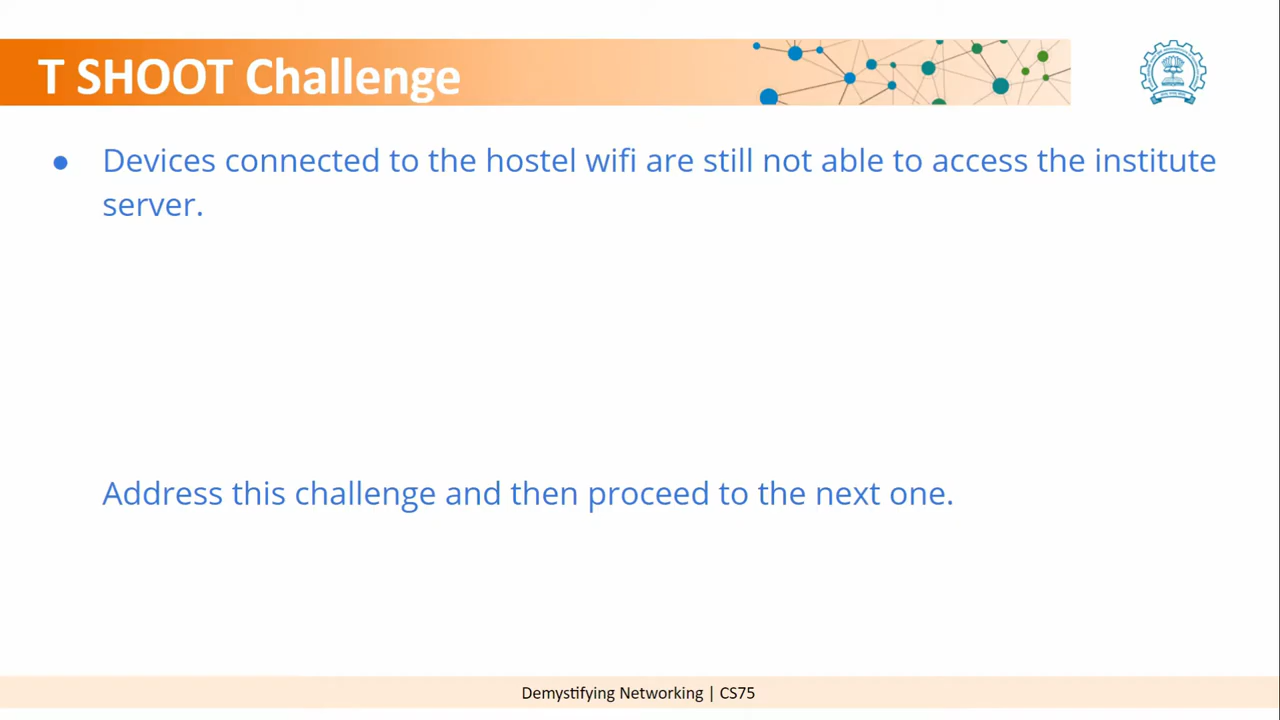 T SHOOT Challenge
● Devices connected to the hostel wifi are still not able to access the institute
server.
Address this challenge and then proceed to the next one.
Demystifying Networking | CS75